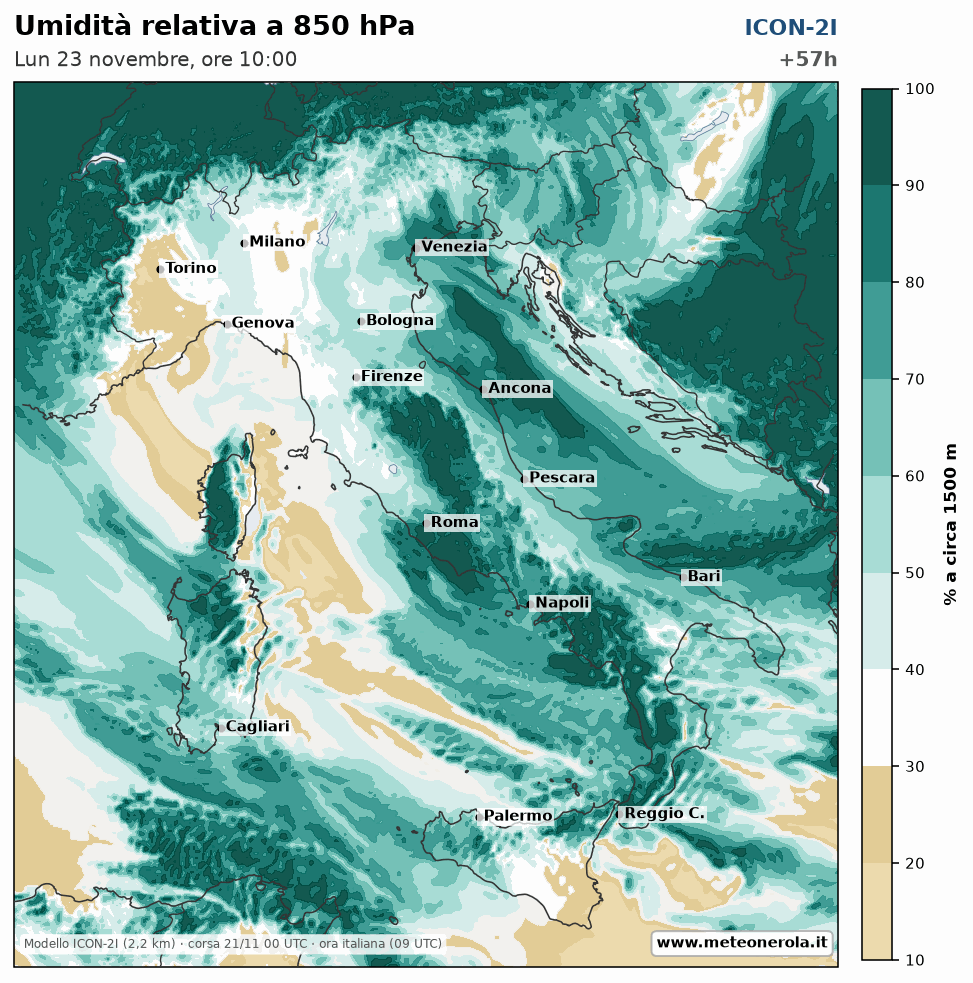 Umidità relativa a 850 hPa
ICON-2I
Lun 23 novembre, ore 10:00
+57h
100
90
80
70
60
50
40
30
20
10
% a circa 1500 m
Milano
Venezia
Torino
Bologna
Genova
Firenze
Ancona
Pescara
Roma
Bari
Napoli
Cagliari
Palermo
Reggio C.
Modello ICON-2I (2,2 km) · corsa 21/11 00 UTC · ora italiana (09 UTC)
www.meteonerola.it